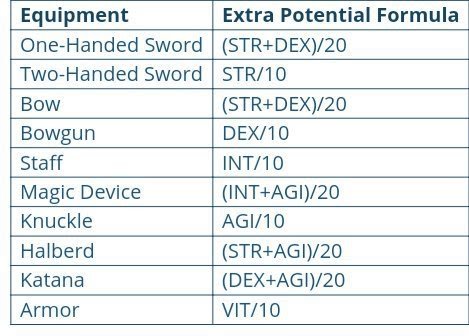 Equipment Extra Potential Formula
One-Handed Sword (STR+DEX)/20
Two-Handed Sword STR/10
Bow (STR+DEX)/20
Bowgun DEX/10
Staff INT/10
Magic Device (INT+AGI)/20
Knuckle AGI/10
Halberd (STR+AGI)/20
Katana (DEX+AGI)/20
Armor VIT/10